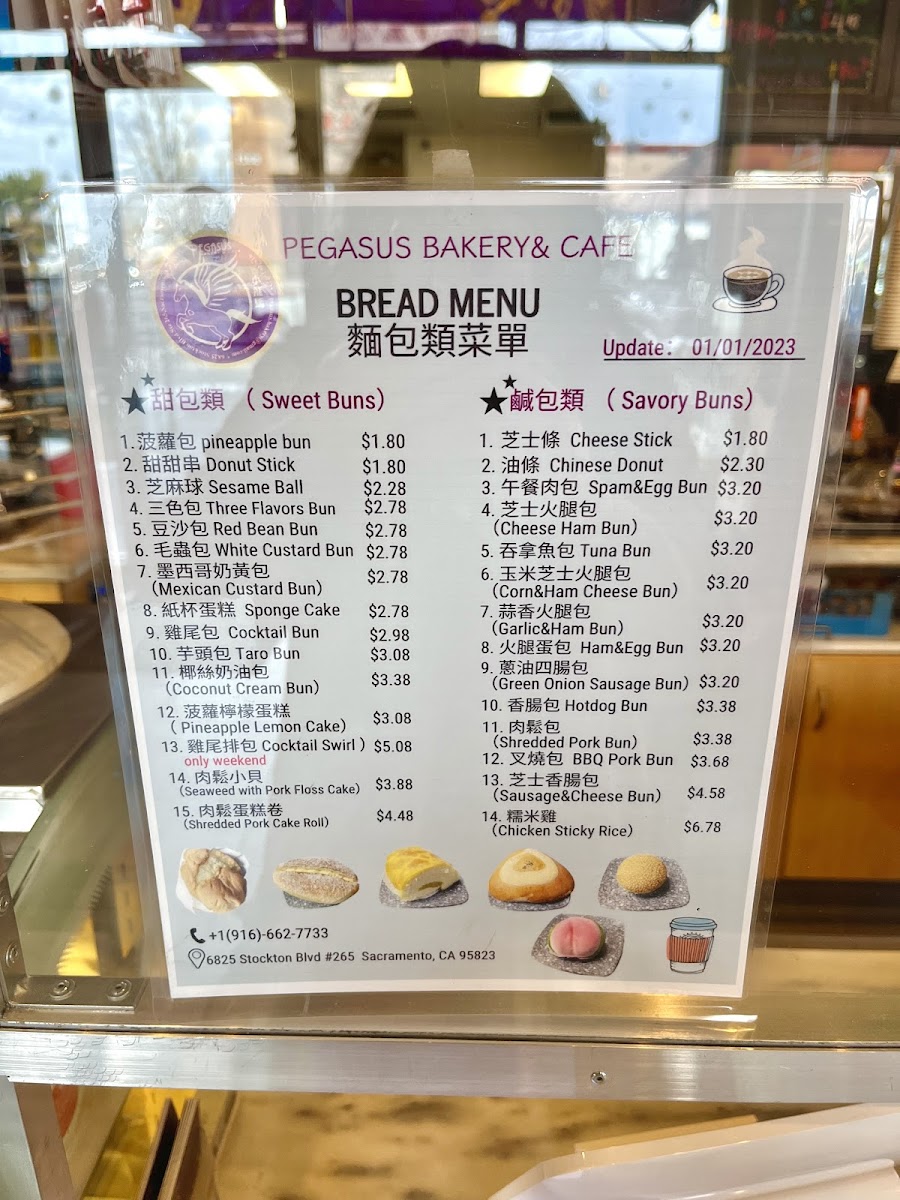 PEGASUS
PEGASUS BAKERY& CAFE
BREAD MENU
麵包類菜單
Update: 01/01/2023
甜包類 (Sweet Buns)
1.菠蘿包 pineapple bun $1.80
2. 甜甜串 Donut Stick $1.80
3. 芝麻球 Sesame Ball $2.28
4. 三色包 Three Flavors Bun $2.78
5. 豆沙包 Red Bean Bun $2.78
6. 毛蟲包 White Custard Bun $2.78
7. 墨西哥奶黃包
(Mexican Custard Bun) $2.78
8. 紙杯蛋糕 Sponge Cake $2.78
9. 雞尾包 Cocktail Bun $2.98
10. 芋頭包 Taro Bun $3.08
11. 椰絲奶油包
(Coconut Cream Bun) $3.38
12. 菠蘿檸檬蛋糕
( Pineapple Lemon Cake) $3.08
13. 雞尾排包 Cocktail Swirl ) $5.08
only weekend
14. 肉鬆小貝
(Seaweed with Pork Floss Cake) $3.88
15. 肉鬆蛋糕卷
(Shredded Pork Cake Roll) $4.48
鹹包類 (Savory Buns)
1. 芝士條 Cheese Stick $1.80
2. 油條 Chinese Donut $2.30
3. 午餐肉包 Spam&Egg Bun $3.20
4. 芝士火腿包
(Cheese Ham Bun) $3.20
5. 吞拿魚包 Tuna Bun $3.20
6. 玉米芝士火腿包
(Corn&Ham Cheese Bun) $3.20
7. 蒜香火腿包
(Garlic&Ham Bun) $3.20
8. 火腿蛋包 Ham&Egg Bun $3.20
9. 蔥油四腸包
(Green Onion Sausage Bun) $3.20
10. 香腸包 Hotdog Bun $3.38
11. 肉鬆包
(Shredded Pork Bun) $3.38
12. 叉燒包 BBQ Pork Bun $3.68
13. 芝士香腸包
(Sausage&Cheese Bun) $4.58
14. 糯米雞
(Chicken Sticky Rice) $6.78
+1(916)-662-7733
6825 Stockton Blvd #265 Sacramento, CA 95823